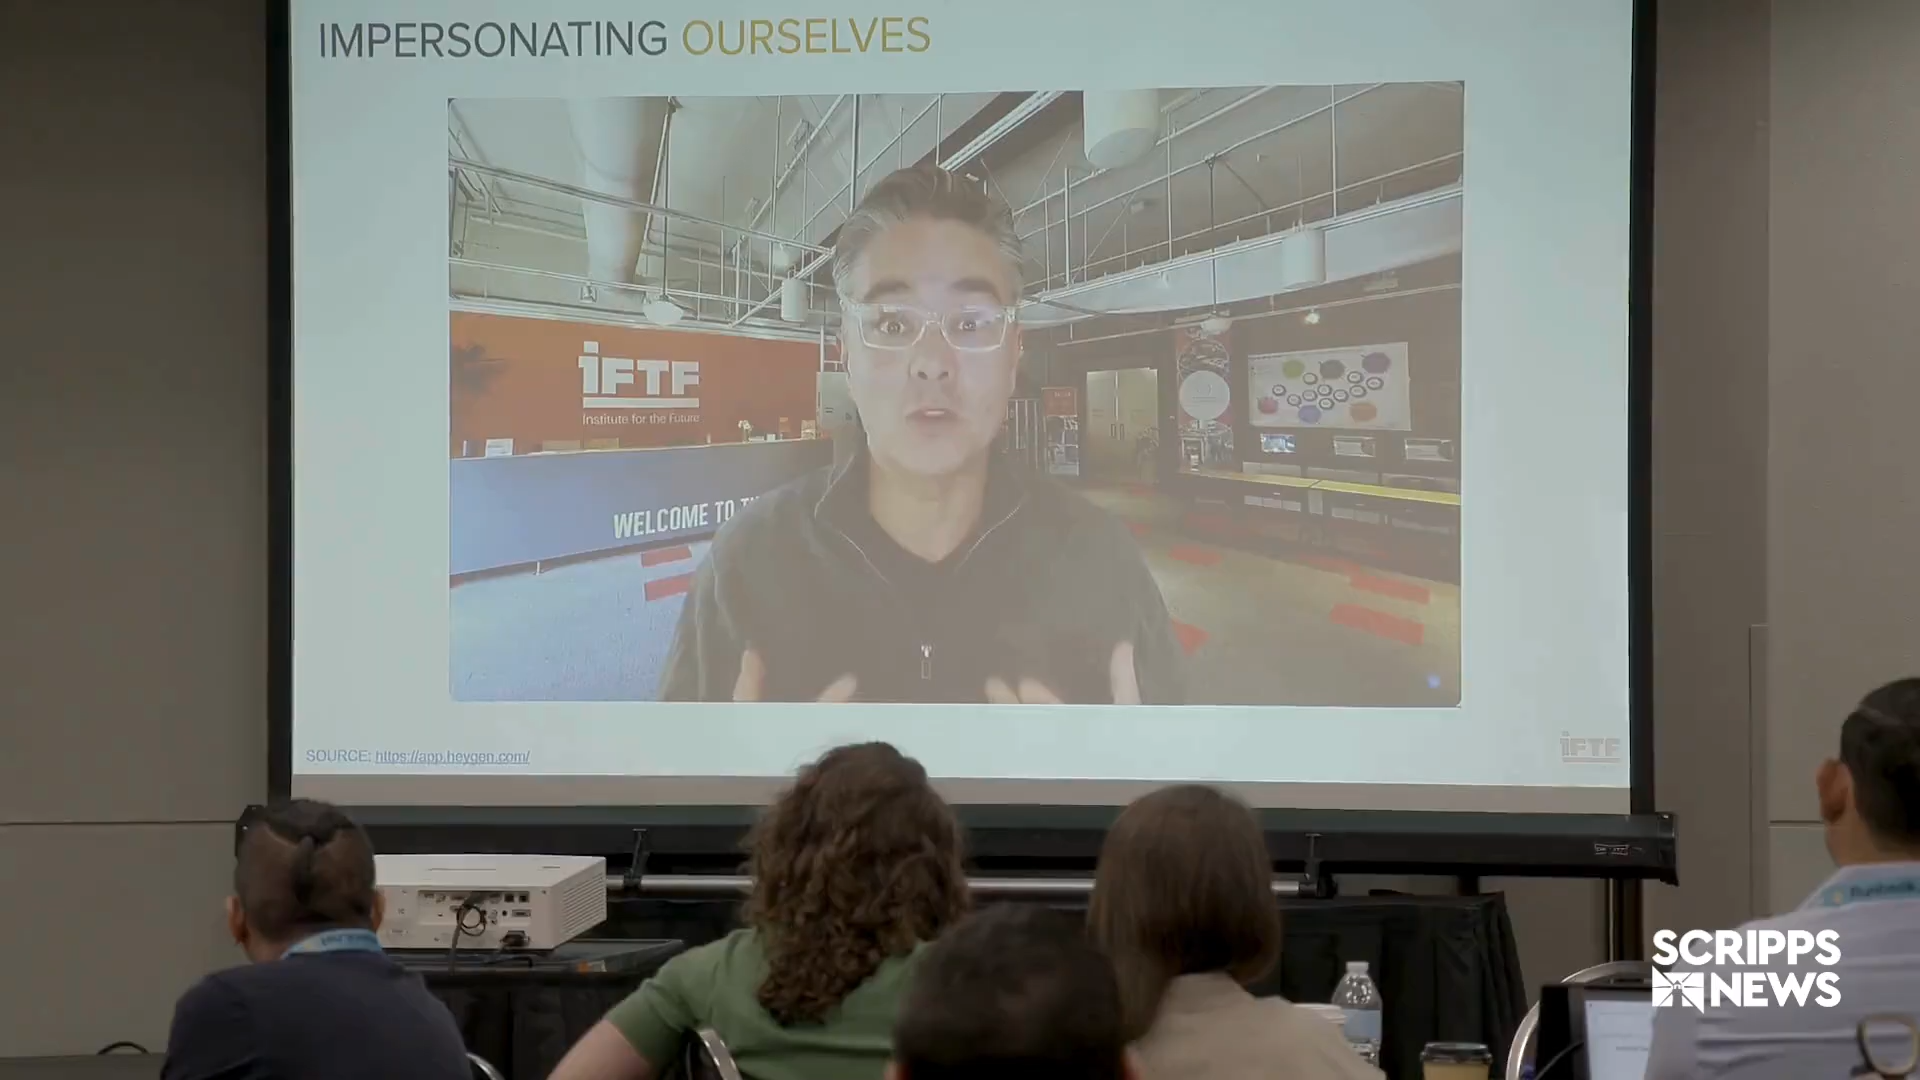 IMPERSONATING OURSELVES
iFTF
Institute for the Future
WELCOME TO
SOURCE: https://app.heygen.com/
iFTF
SCRIPPS
NEWS